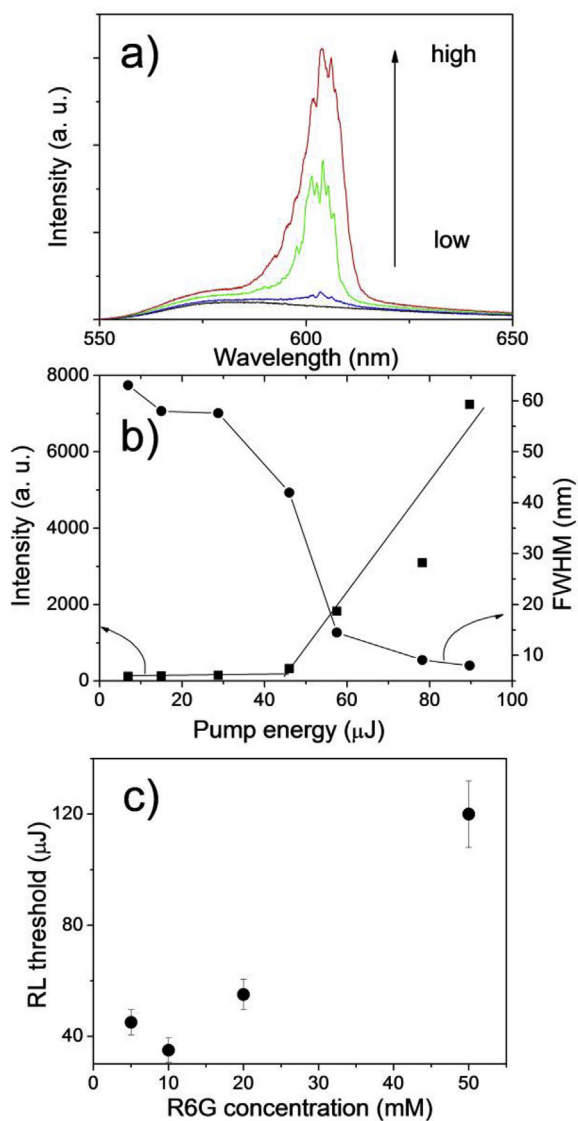 a)
high
low
Intensity (a. u.)
550
600
650
Wavelength (nm)
b)
8000
6000
4000
2000
0
Intensity (a. u.)
60
50
40
30
20
10
FWHM (nm)
0
20
40
60
80
100
Pump energy (μJ)
c)
120
80
40
RL threshold (μJ)
0
10
20
30
40
50
R6G concentration (mM)